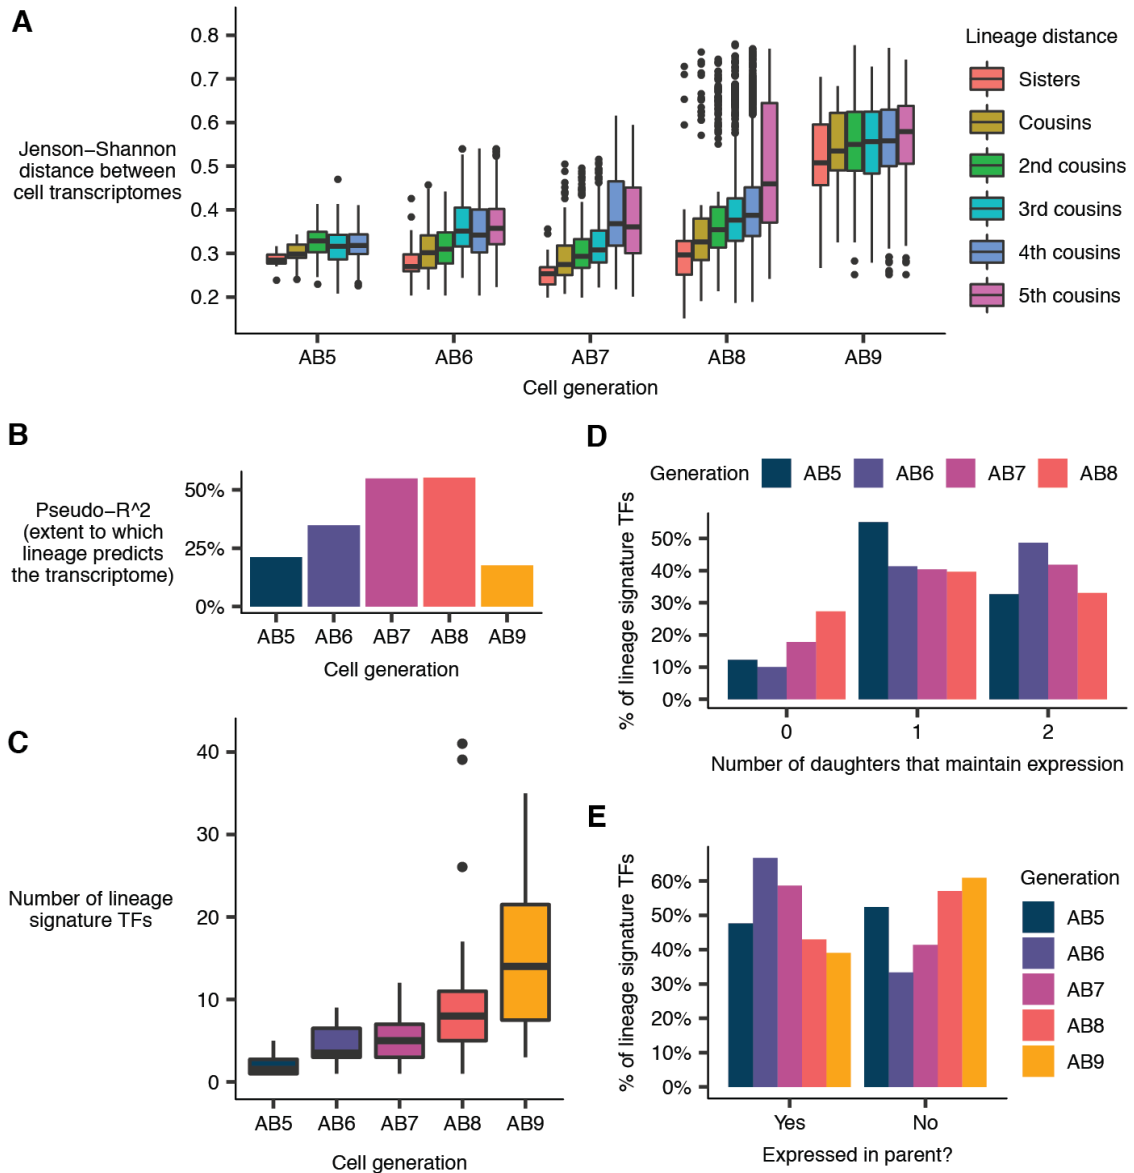 A
Jenson−Shannon
distance between
cell transcriptomes
0.8
0.7
0.6
0.5
0.4
0.3
0.2
AB5 AB6 AB7 AB8 AB9
Cell generation
Lineage distance
Sisters
Cousins
2nd cousins
3rd cousins
4th cousins
5th cousins
B
Pseudo−R^2
(extent to which
lineage predicts
the transcriptome)
50%
25%
0%
AB5 AB6 AB7 AB8 AB9
Cell generation
C
Number of lineage
signature TFs
40
30
20
10
0
AB5 AB6 AB7 AB8 AB9
Cell generation
D
Generation AB5 AB6 AB7 AB8
% of lineage signature TFs
50%
40%
30%
20%
10%
0%
0 1 2
Number of daughters that maintain expression
E
% of lineage signature TFs
60%
50%
40%
30%
20%
10%
0%
Yes No
Expressed in parent?
Generation
AB5
AB6
AB7
AB8
AB9